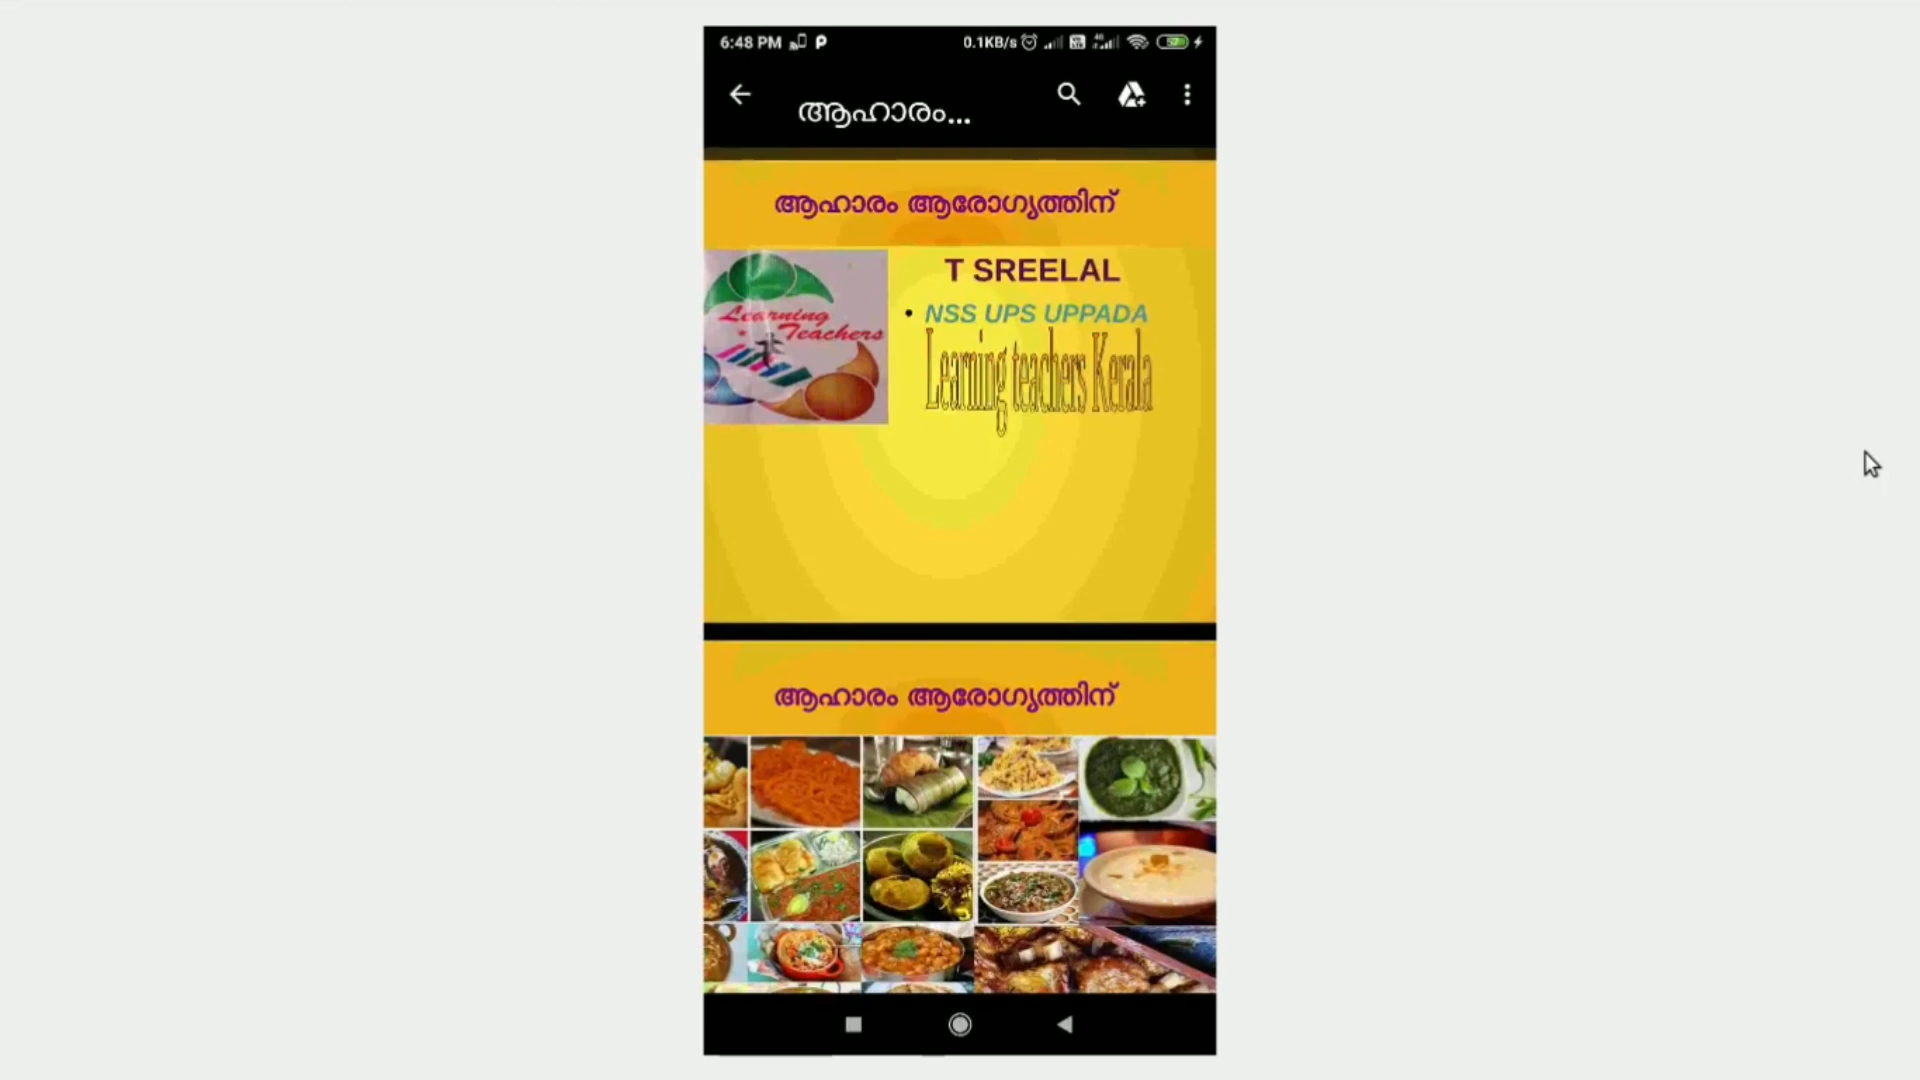 6:48 PM
0.1KB/s
ആഹാരം...
ആഹാരം ആരോഗ്യത്തിന്
Learning
Teachers
T SREELAL
• NSS UPS UPPADA
Learning teachers Kerala
ആഹാരം ആരോഗ്യത്തിന്